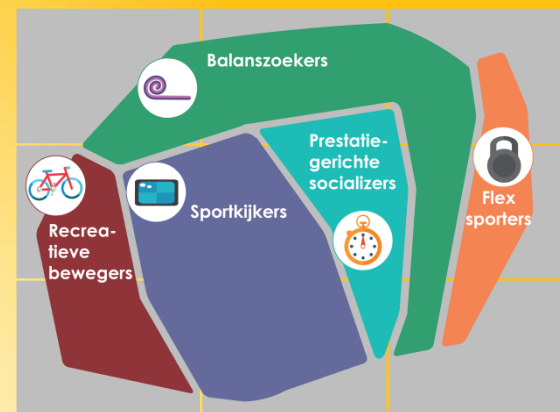 Balanszoekers
Prestatie-
gerichte
socializers
Flex
sporters
Sportkijkers
Recrea-
tieve
bewegers